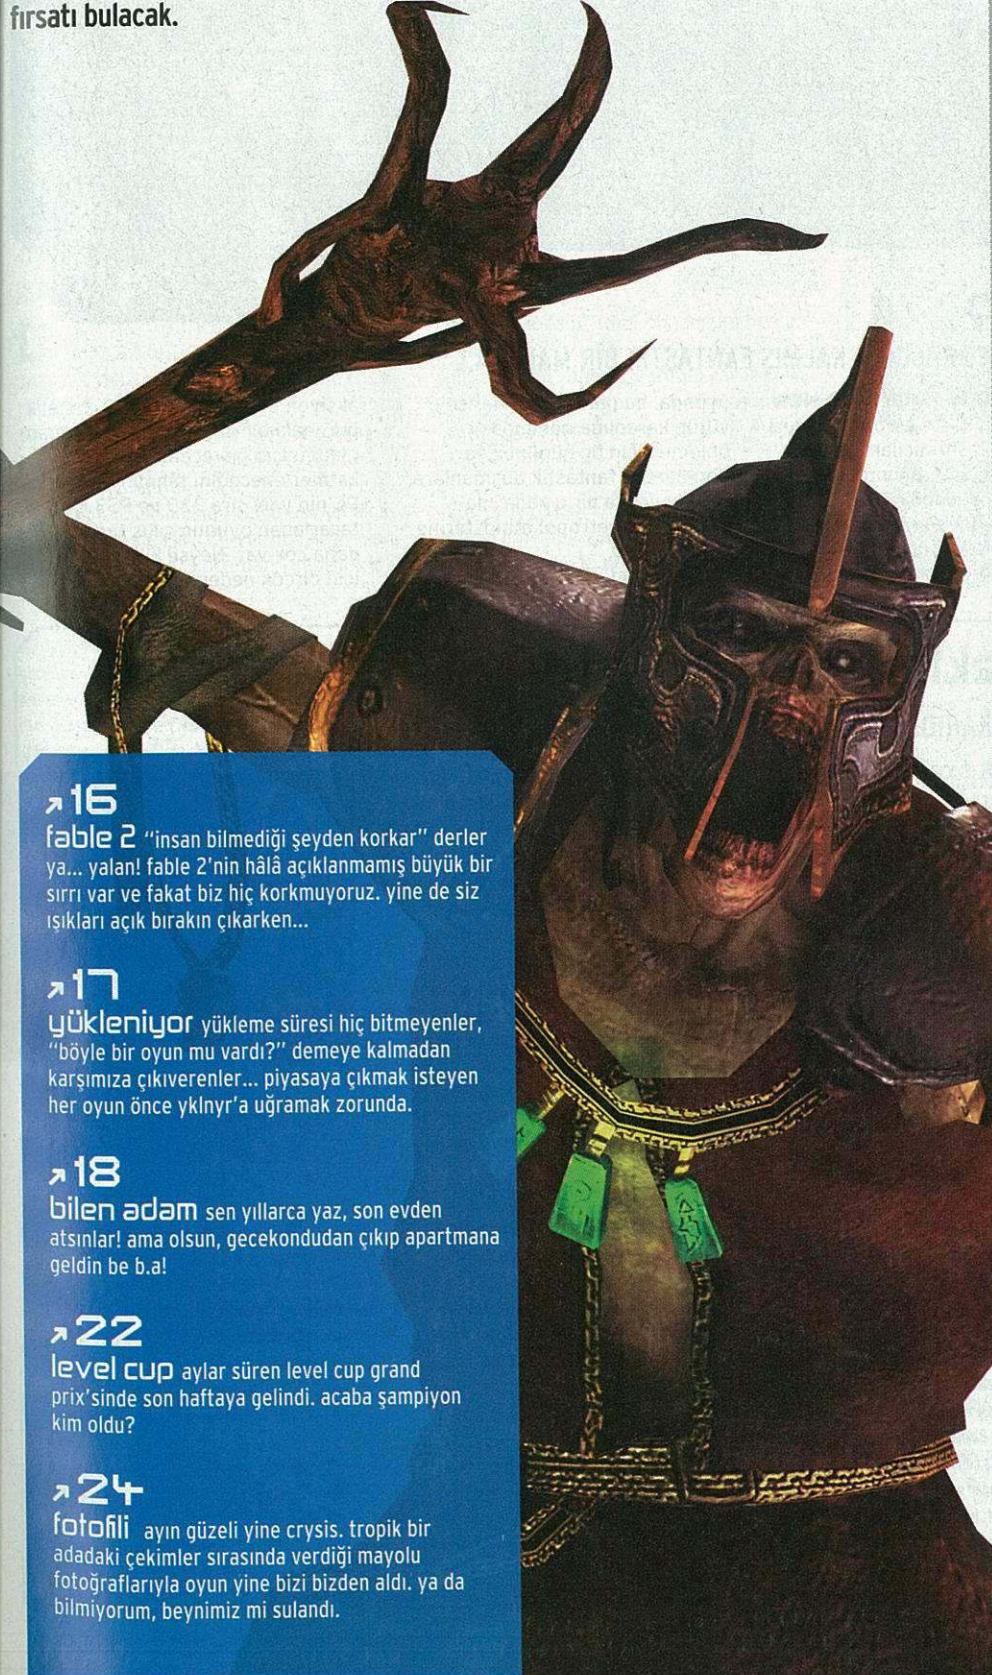 fırsatı bulacak.
↗16
fable 2 “insan bilmediği şeyden korkar” derler
ya... yalan! fable 2’nin hâlâ açıklanmamış büyük bir
sırrı var ve fakat biz hiç korkmuyoruz. yine de siz
ışıkları açık bırakın çıkarken...
↗17
yükleniyor yükleme süresi hiç bitmeyenler,
“böyle bir oyun mu vardı?” demeye kalmadan
karşımıza çıkıverenler... piyasaya çıkmak isteyen
her oyun önce yklnyr’a uğramak zorunda.
↗18
bilen adam sen yıllarca yaz, son evden
atsınlar! ama olsun, gecekondudan çıkıp apartmana
geldin be b.a!
↗22
level cup aylar süren level cup grand
prix’sinde son haftaya gelindi. acaba şampiyon
kim oldu?
↗24
fotofili ayın güzeli yine crysis. tropik bir
adadaki çekimler sırasında verdiği mayolu
fotoğraflarıyla oyun yine bizi bizden aldı. ya da
bilmiyorum, beynimiz mi sulandı.